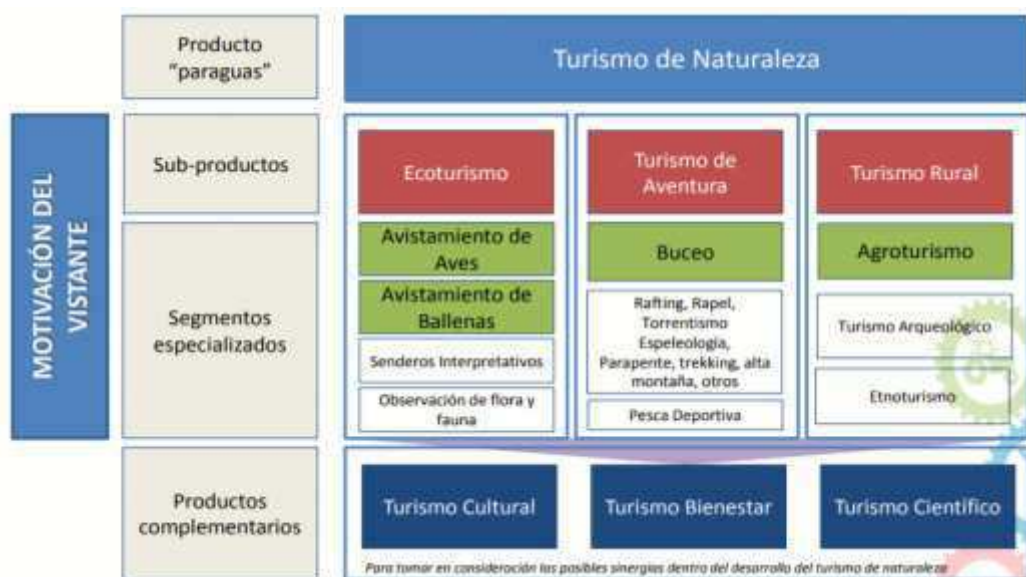 Producto
"paraguas"
Turismo de Naturaleza
MOTIVACIÓN DEL
VISTANTE
Sub-productos
Ecoturismo
Turismo de
Aventura
Turismo Rural
Segmentos
especializados
Avistamiento de
Aves
Avistamiento de
Ballenas
Senderos Interpretativos
Observación de flora y
fauna
Buceo
Rafting, Rapel,
Torrentismo
Espeleología,
Parapente, trekking, alta
montaña, otros
Pesca Deportiva
Agroturismo
Turismo Arqueológico
Etnoturismo
Productos
complementarios
Turismo Cultural
Turismo Bienestar
Turismo Científico
Para tomar en consideración las posibles sinergias dentro del desarrollo del turismo de naturaleza